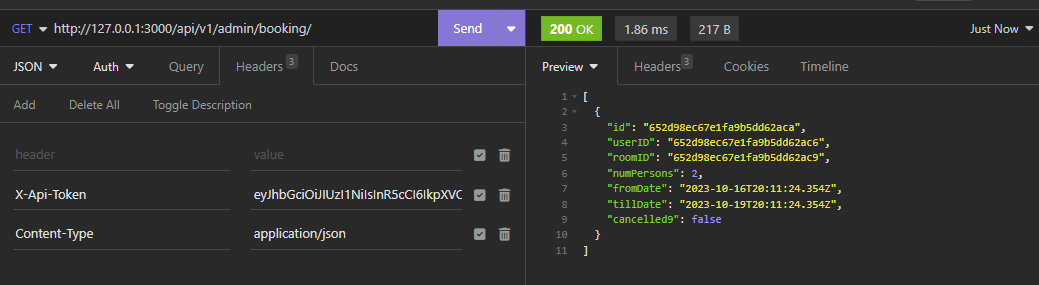 GET http://127.0.0.1:3000/api/v1/admin/booking/ Send
200 OK 1.86 ms 217 B Just Now
JSON Auth Query Headers 3 Docs
Preview Headers 3 Cookies Timeline
Add Delete All Toggle Description
header value
X-Api-Token eyJhbGciOiJIUzI1NiIsInR5cCI6IkpXVC
Content-Type application/json
1 [
2 {
3 "id": "652d98ec67e1fa9b5dd62aca",
4 "userID": "652d98ec67e1fa9b5dd62ac6",
5 "roomID": "652d98ec67e1fa9b5dd62ac9",
6 "numPersons": 2,
7 "fromDate": "2023-10-16T20:11:24.354Z",
8 "tillDate": "2023-10-19T20:11:24.354Z",
9 "cancelled9": false
10 }
11 ]